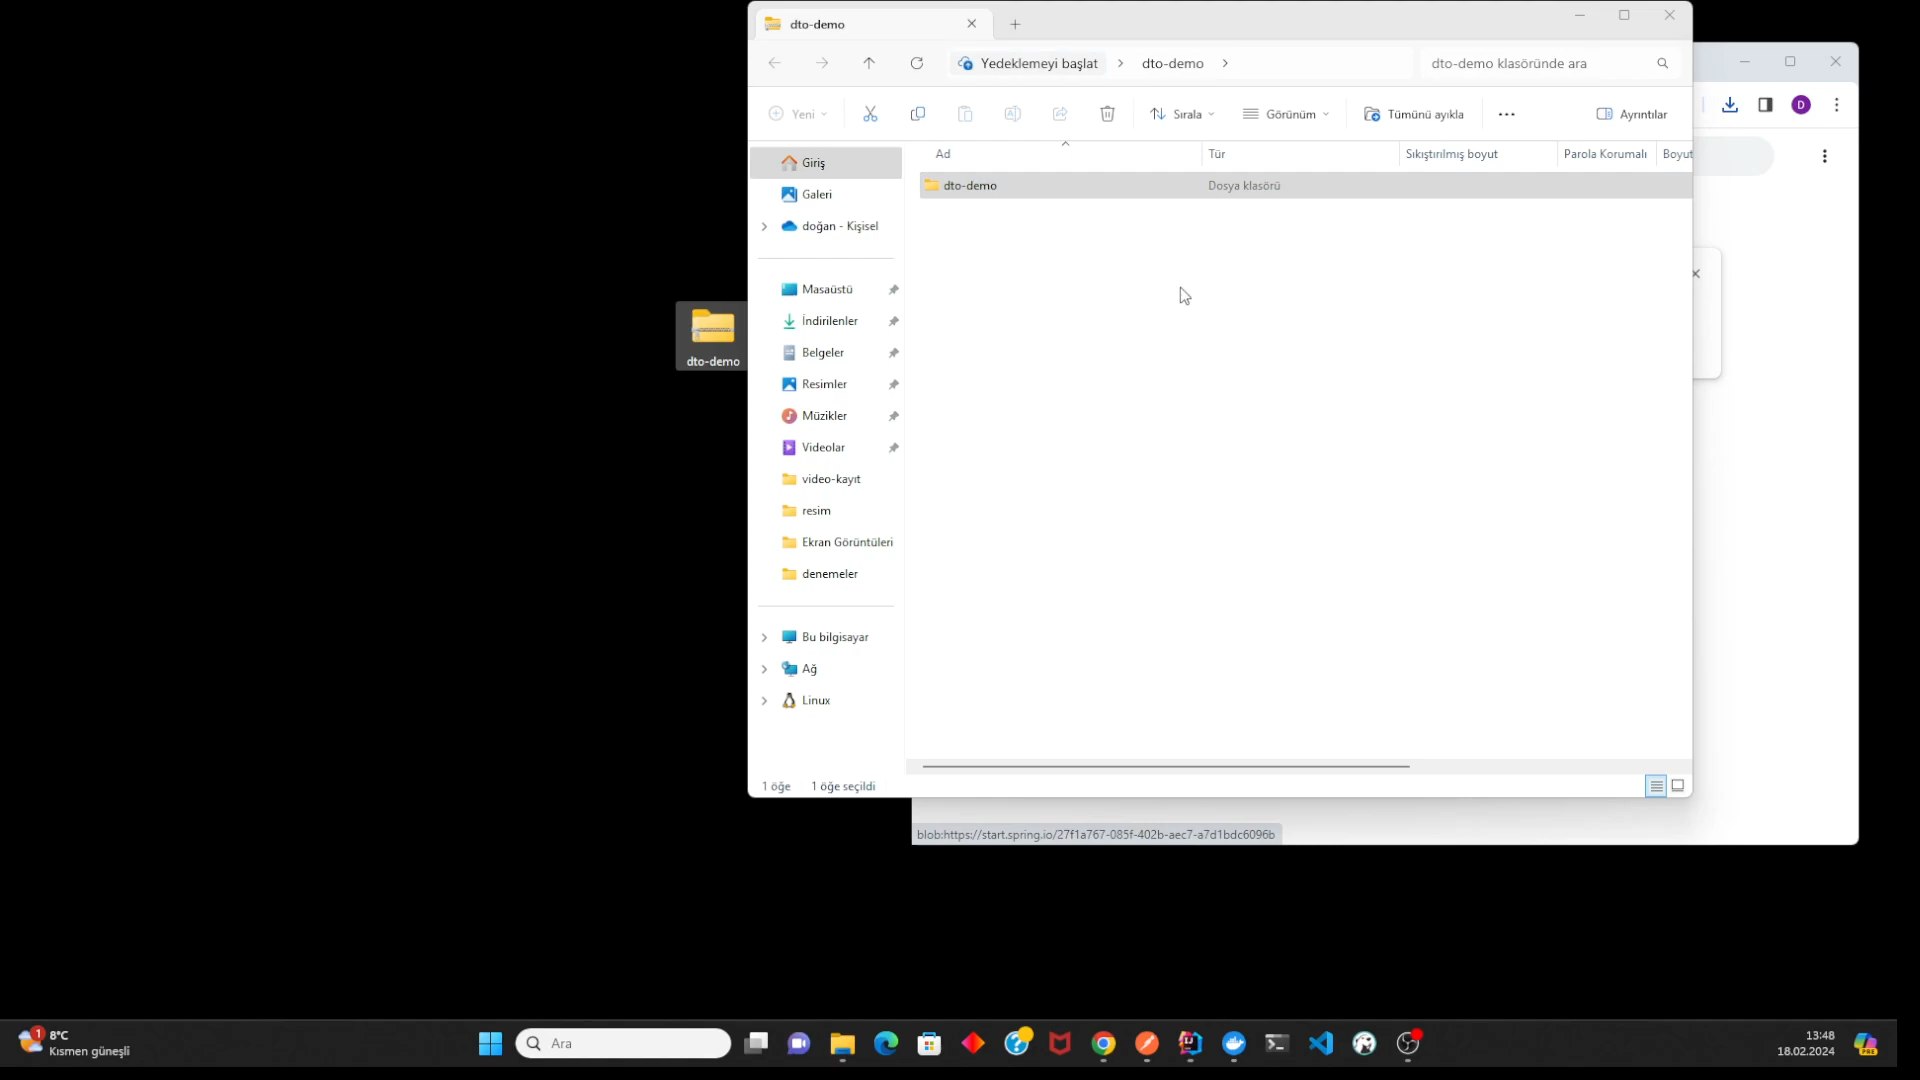 dto-demo
Yedeklemeyi başlat
dto-demo
dto-demo klasöründe ara
Yeni
Sırala
Görünüm
Tümünü ayıkla
Ayrıntılar
D
Ad
Tür
Sıkıştırılmış boyut
Parola Korumalı
Boyut
dto-demo
Dosya klasörü
Giriş
Galeri
doğan - Kişisel
Masaüstü
İndirilenler
Belgeler
Resimler
Müzikler
Videolar
video-kayıt
resim
Ekran Görüntüleri
denemeler
Bu bilgisayar
Ağ
Linux
1 öğe
1 öğe seçildi
dto-demo
blob:https://start.spring.io/27f1a767-085f-402b-aec7-a7d1bdc6096b
1
8°C
Kısmen güneşli
Ara
13:48
18.02.2024
PRE